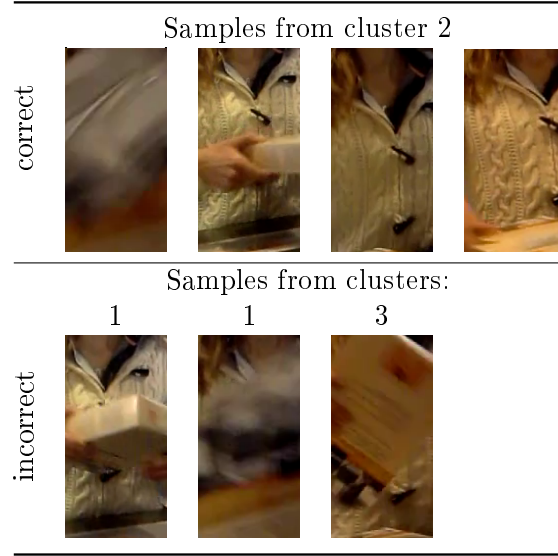 Samples from cluster 2
correct
Samples from clusters:
1 1 3
incorrect